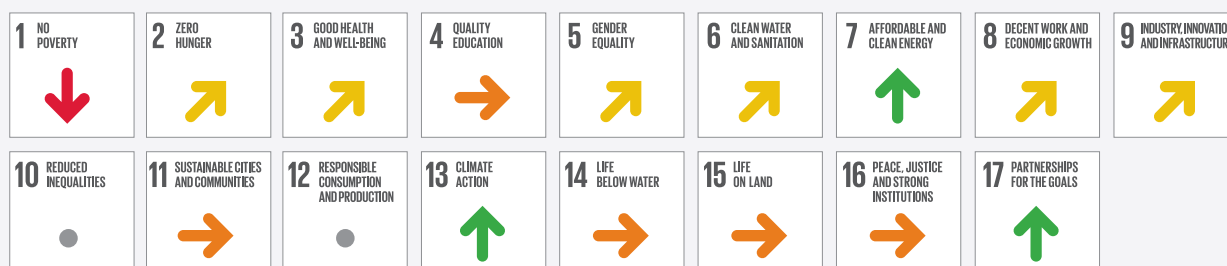 1 NO
POVERTY
2 ZERO
HUNGER
3 GOOD HEALTH
AND WELL-BEING
4 QUALITY
EDUCATION
5 GENDER
EQUALITY
6 CLEAN WATER
AND SANITATION
7 AFFORDABLE AND
CLEAN ENERGY
8 DECENT WORK AND
ECONOMIC GROWTH
9 INDUSTRY, INNOVATIO
AND INFRASTRUCTUR
10 REDUCED
INEQUALITIES
11 SUSTAINABLE CITIES
AND COMMUNITIES
12 RESPONSIBLE
CONSUMPTION
AND PRODUCTION
13 CLIMATE
ACTION
14 LIFE
BELOW WATER
15 LIFE
ON LAND
16 PEACE, JUSTICE
AND STRONG
INSTITUTIONS
17 PARTNERSHIPS
FOR THE GOALS